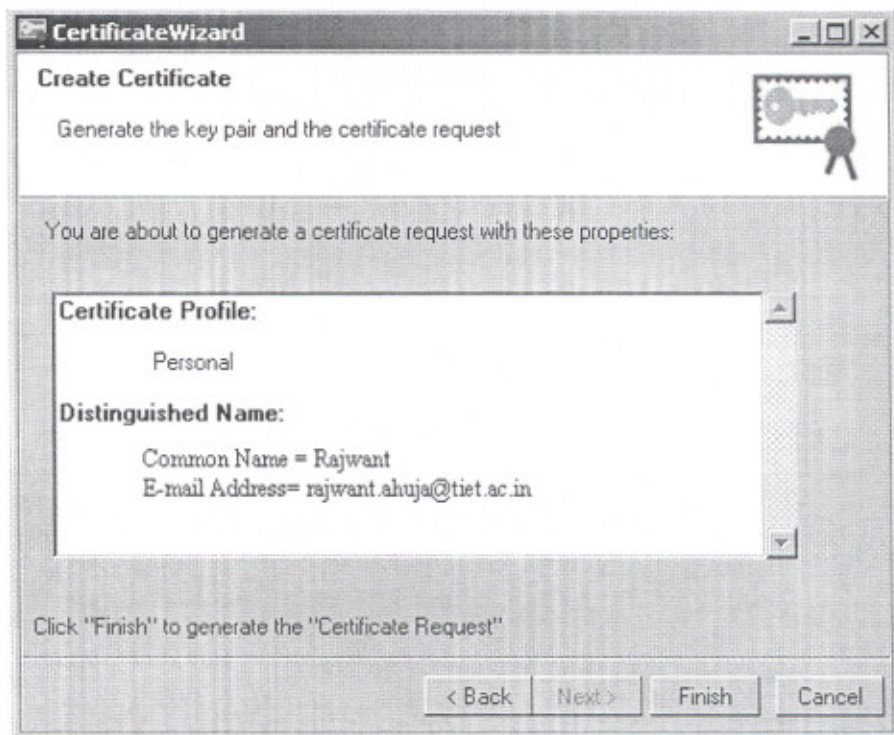 CertificateWizard
Create Certificate
Generate the key pair and the certificate request
You are about to generate a certificate request with these properties:
Certificate Profile:
Personal
Distinguished Name:
Common Name = Rajwant
E-mail Address= rajwant.ahuja@tiet.ac.in
Click "Finish" to generate the "Certificate Request"
< Back Next > Finish Cancel